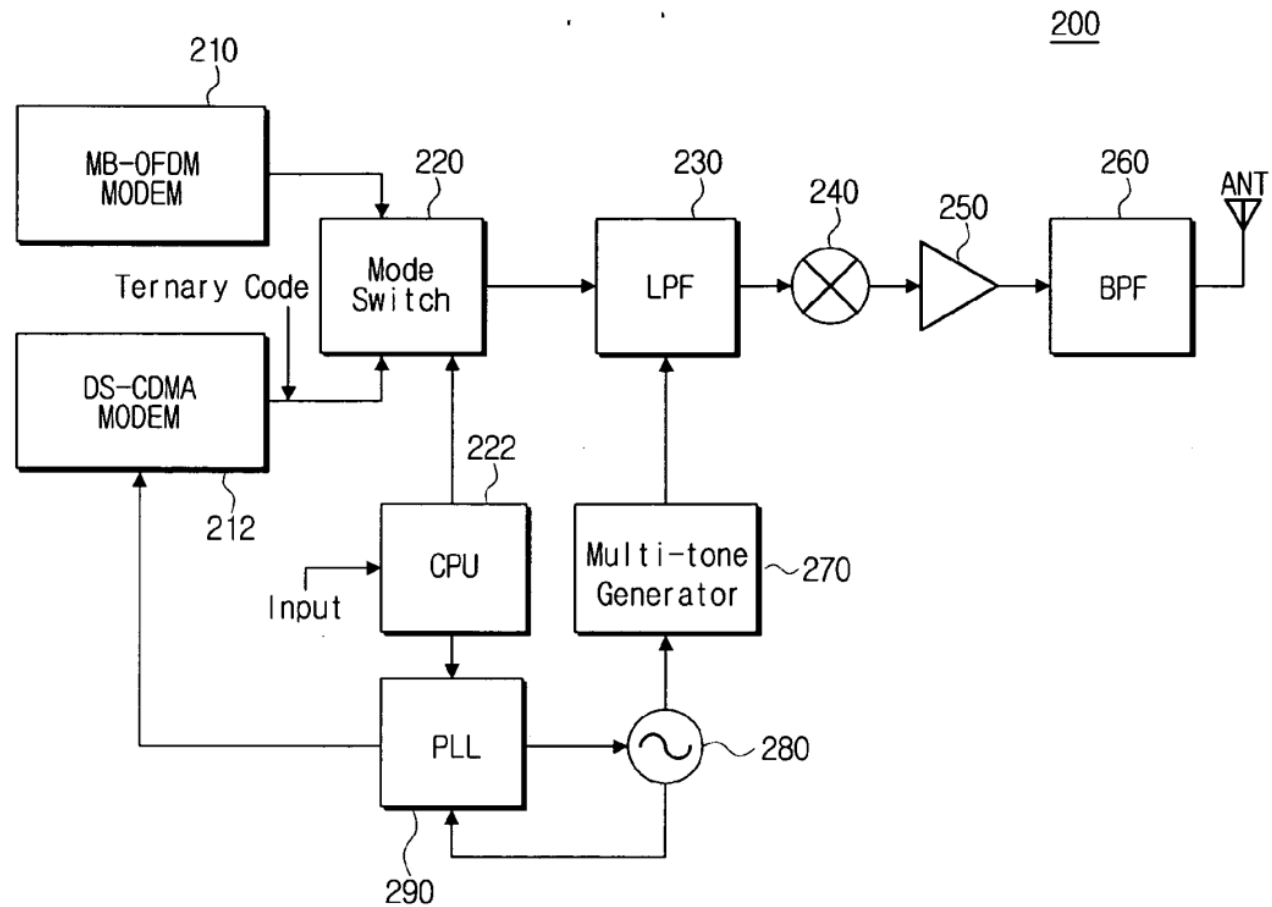 200
210
MB-OFDM
MODEM
220
Mode
Switch
230
LPF
240
250
260
BPF
ANT
Ternary Code
DS-CDMA
MODEM
212
222
CPU
Input
Multi-tone
Generator
270
PLL
280
290